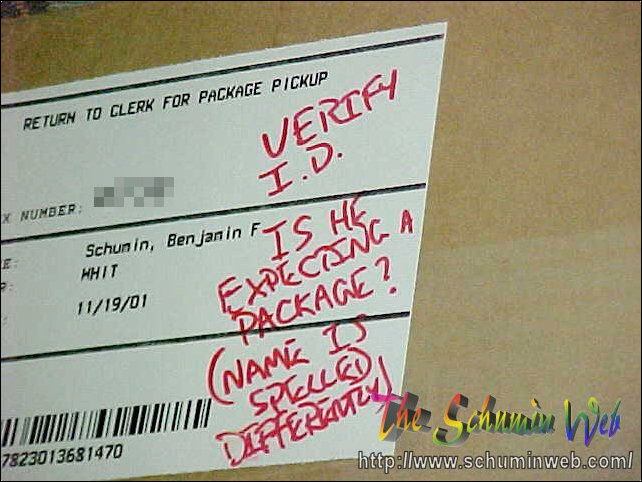 RETURN TO CLERK FOR PACKAGE PICKUP
VERIFY
I.D.
X NUMBER:
E: Schumin, Benjamin F
WHIT
11/19/01
IS HE
EXPECTING A
PACKAGE?
(NAME IS
SPELLED
DIFFERENTLY)
7823013681470
The Schumin Web
http://www.schuminweb.com/